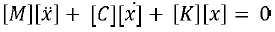 [M][ẍ] + [C][ẋ] + [K][x] = 0